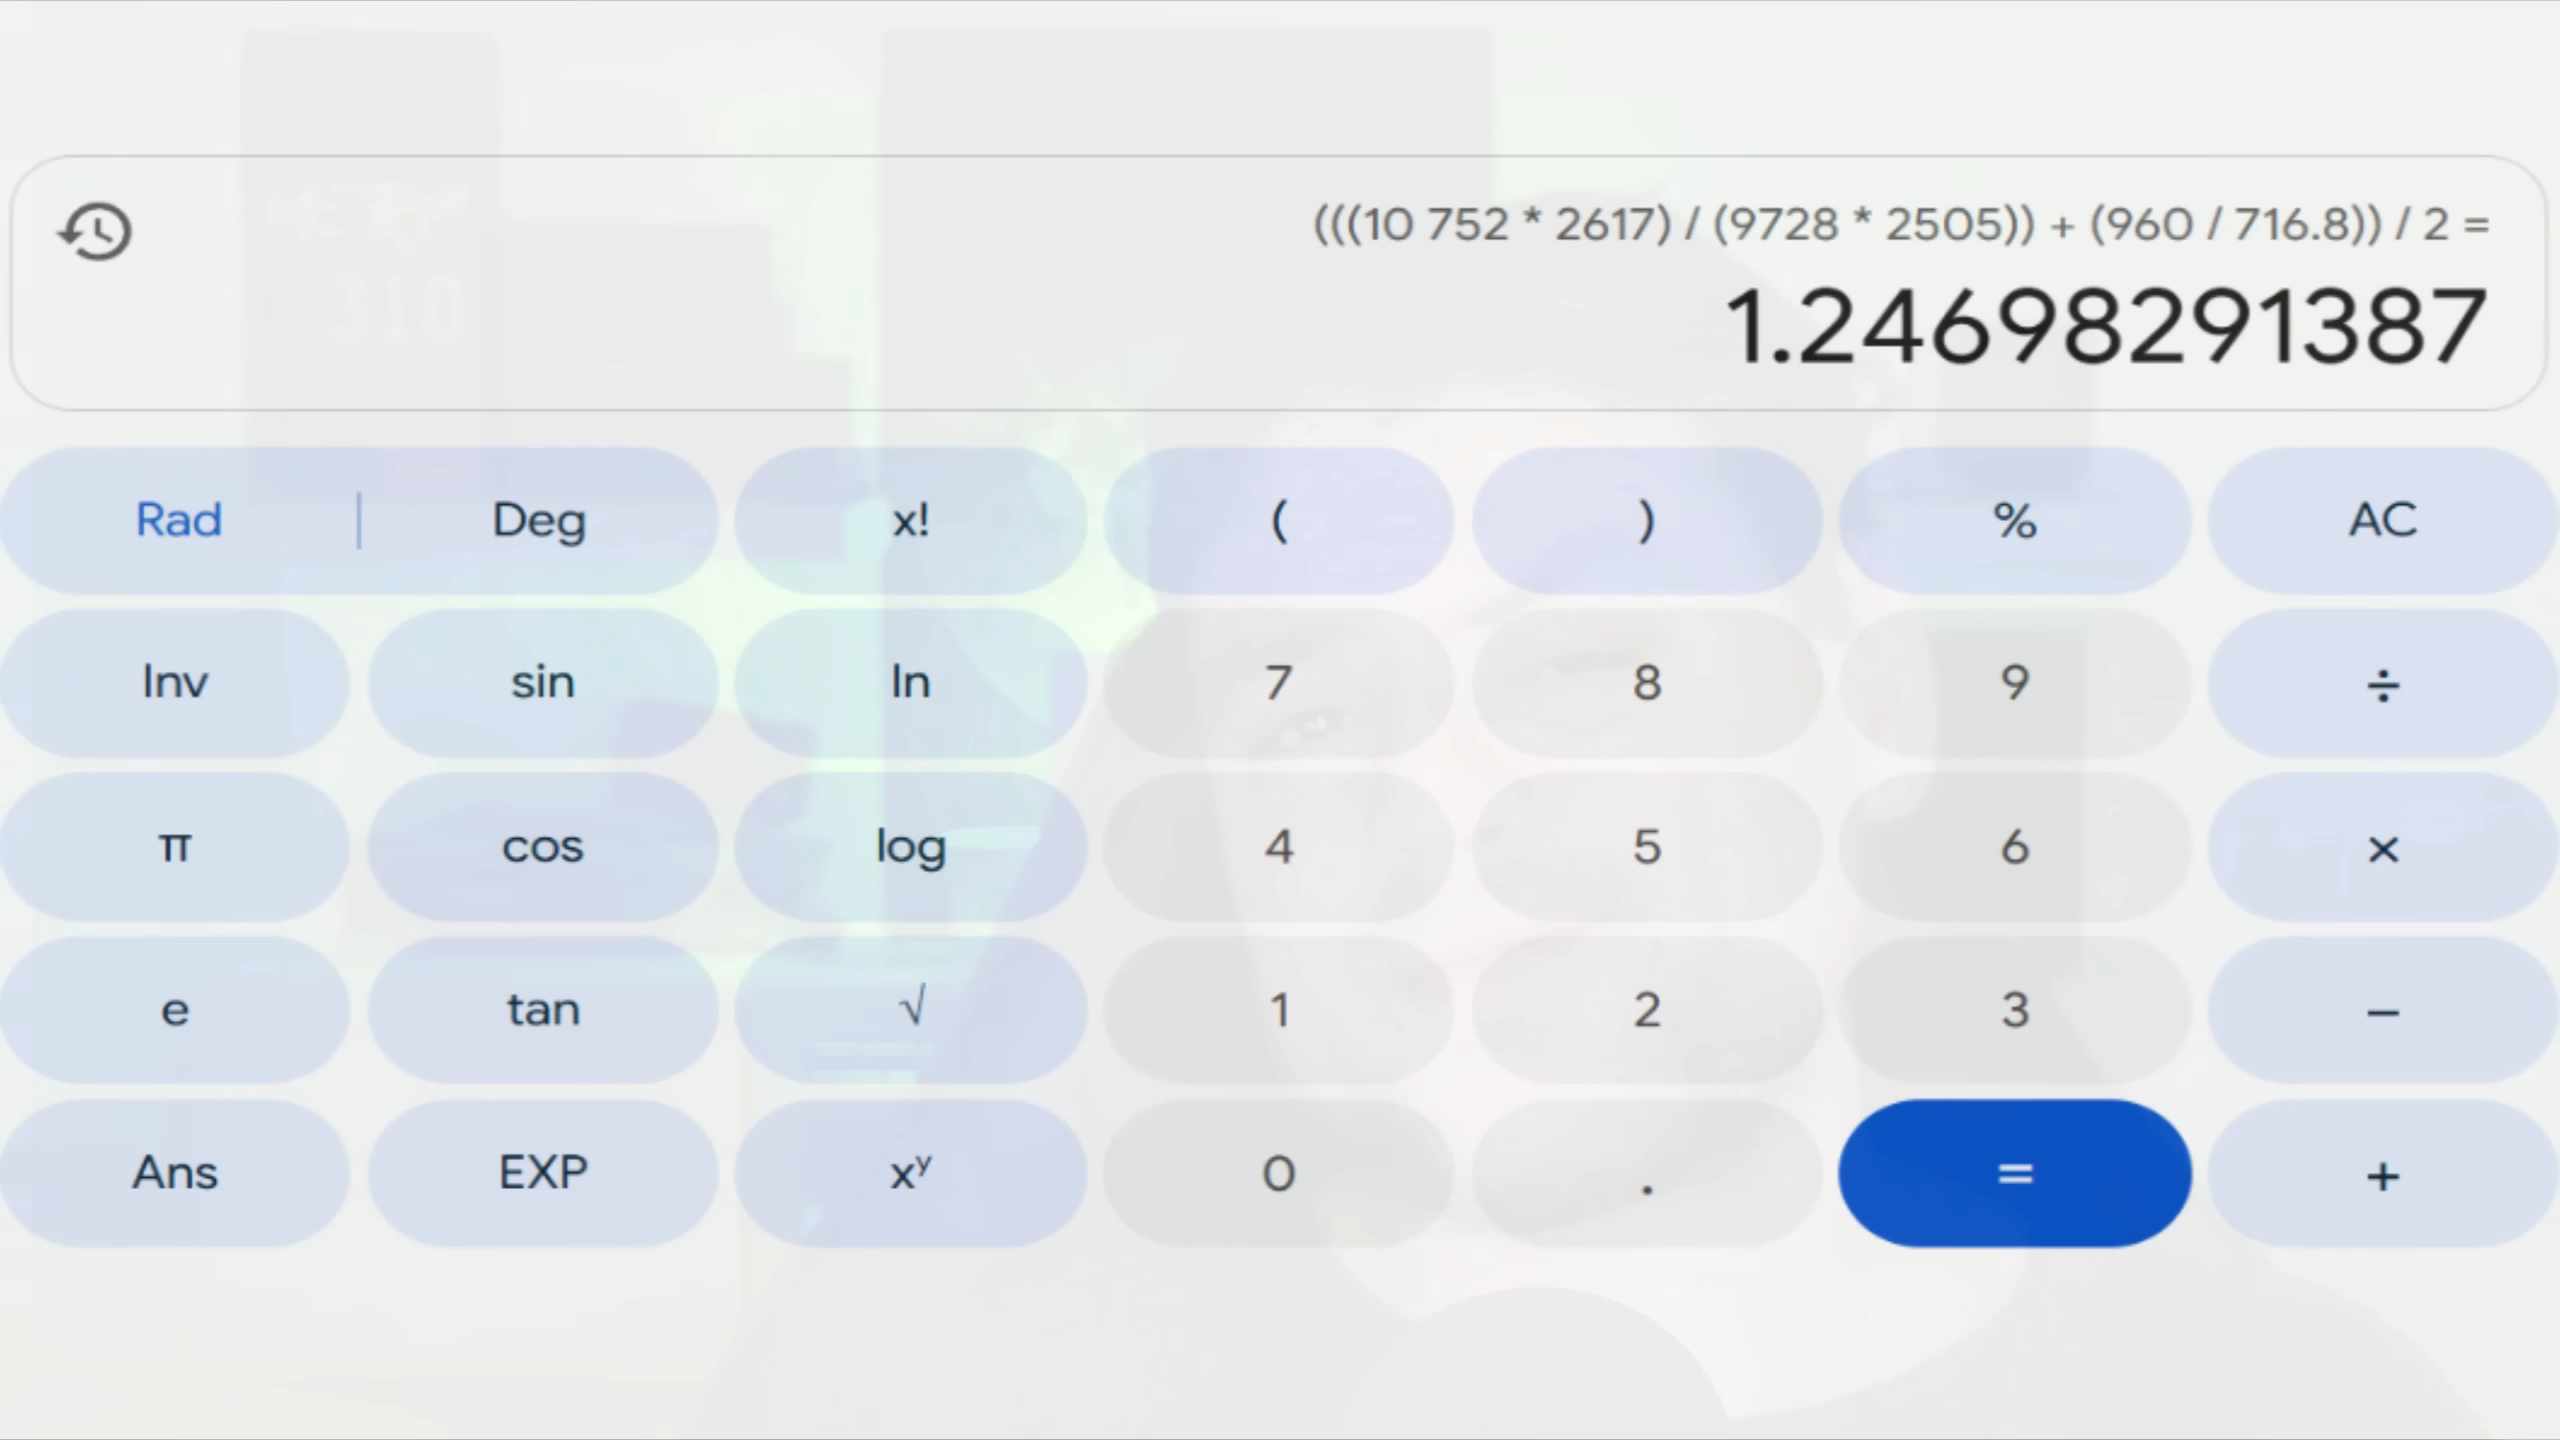 (((10 752 * 2617) / (9728 * 2505)) + (960 / 716.8)) / 2 =
1.24698291387
Rad | Deg x! ( ) % AC
Inv sin ln 7 8 9 ÷
π cos log 4 5 6 ×
e tan √ 1 2 3 −
Ans EXP xʸ 0 . = +
310